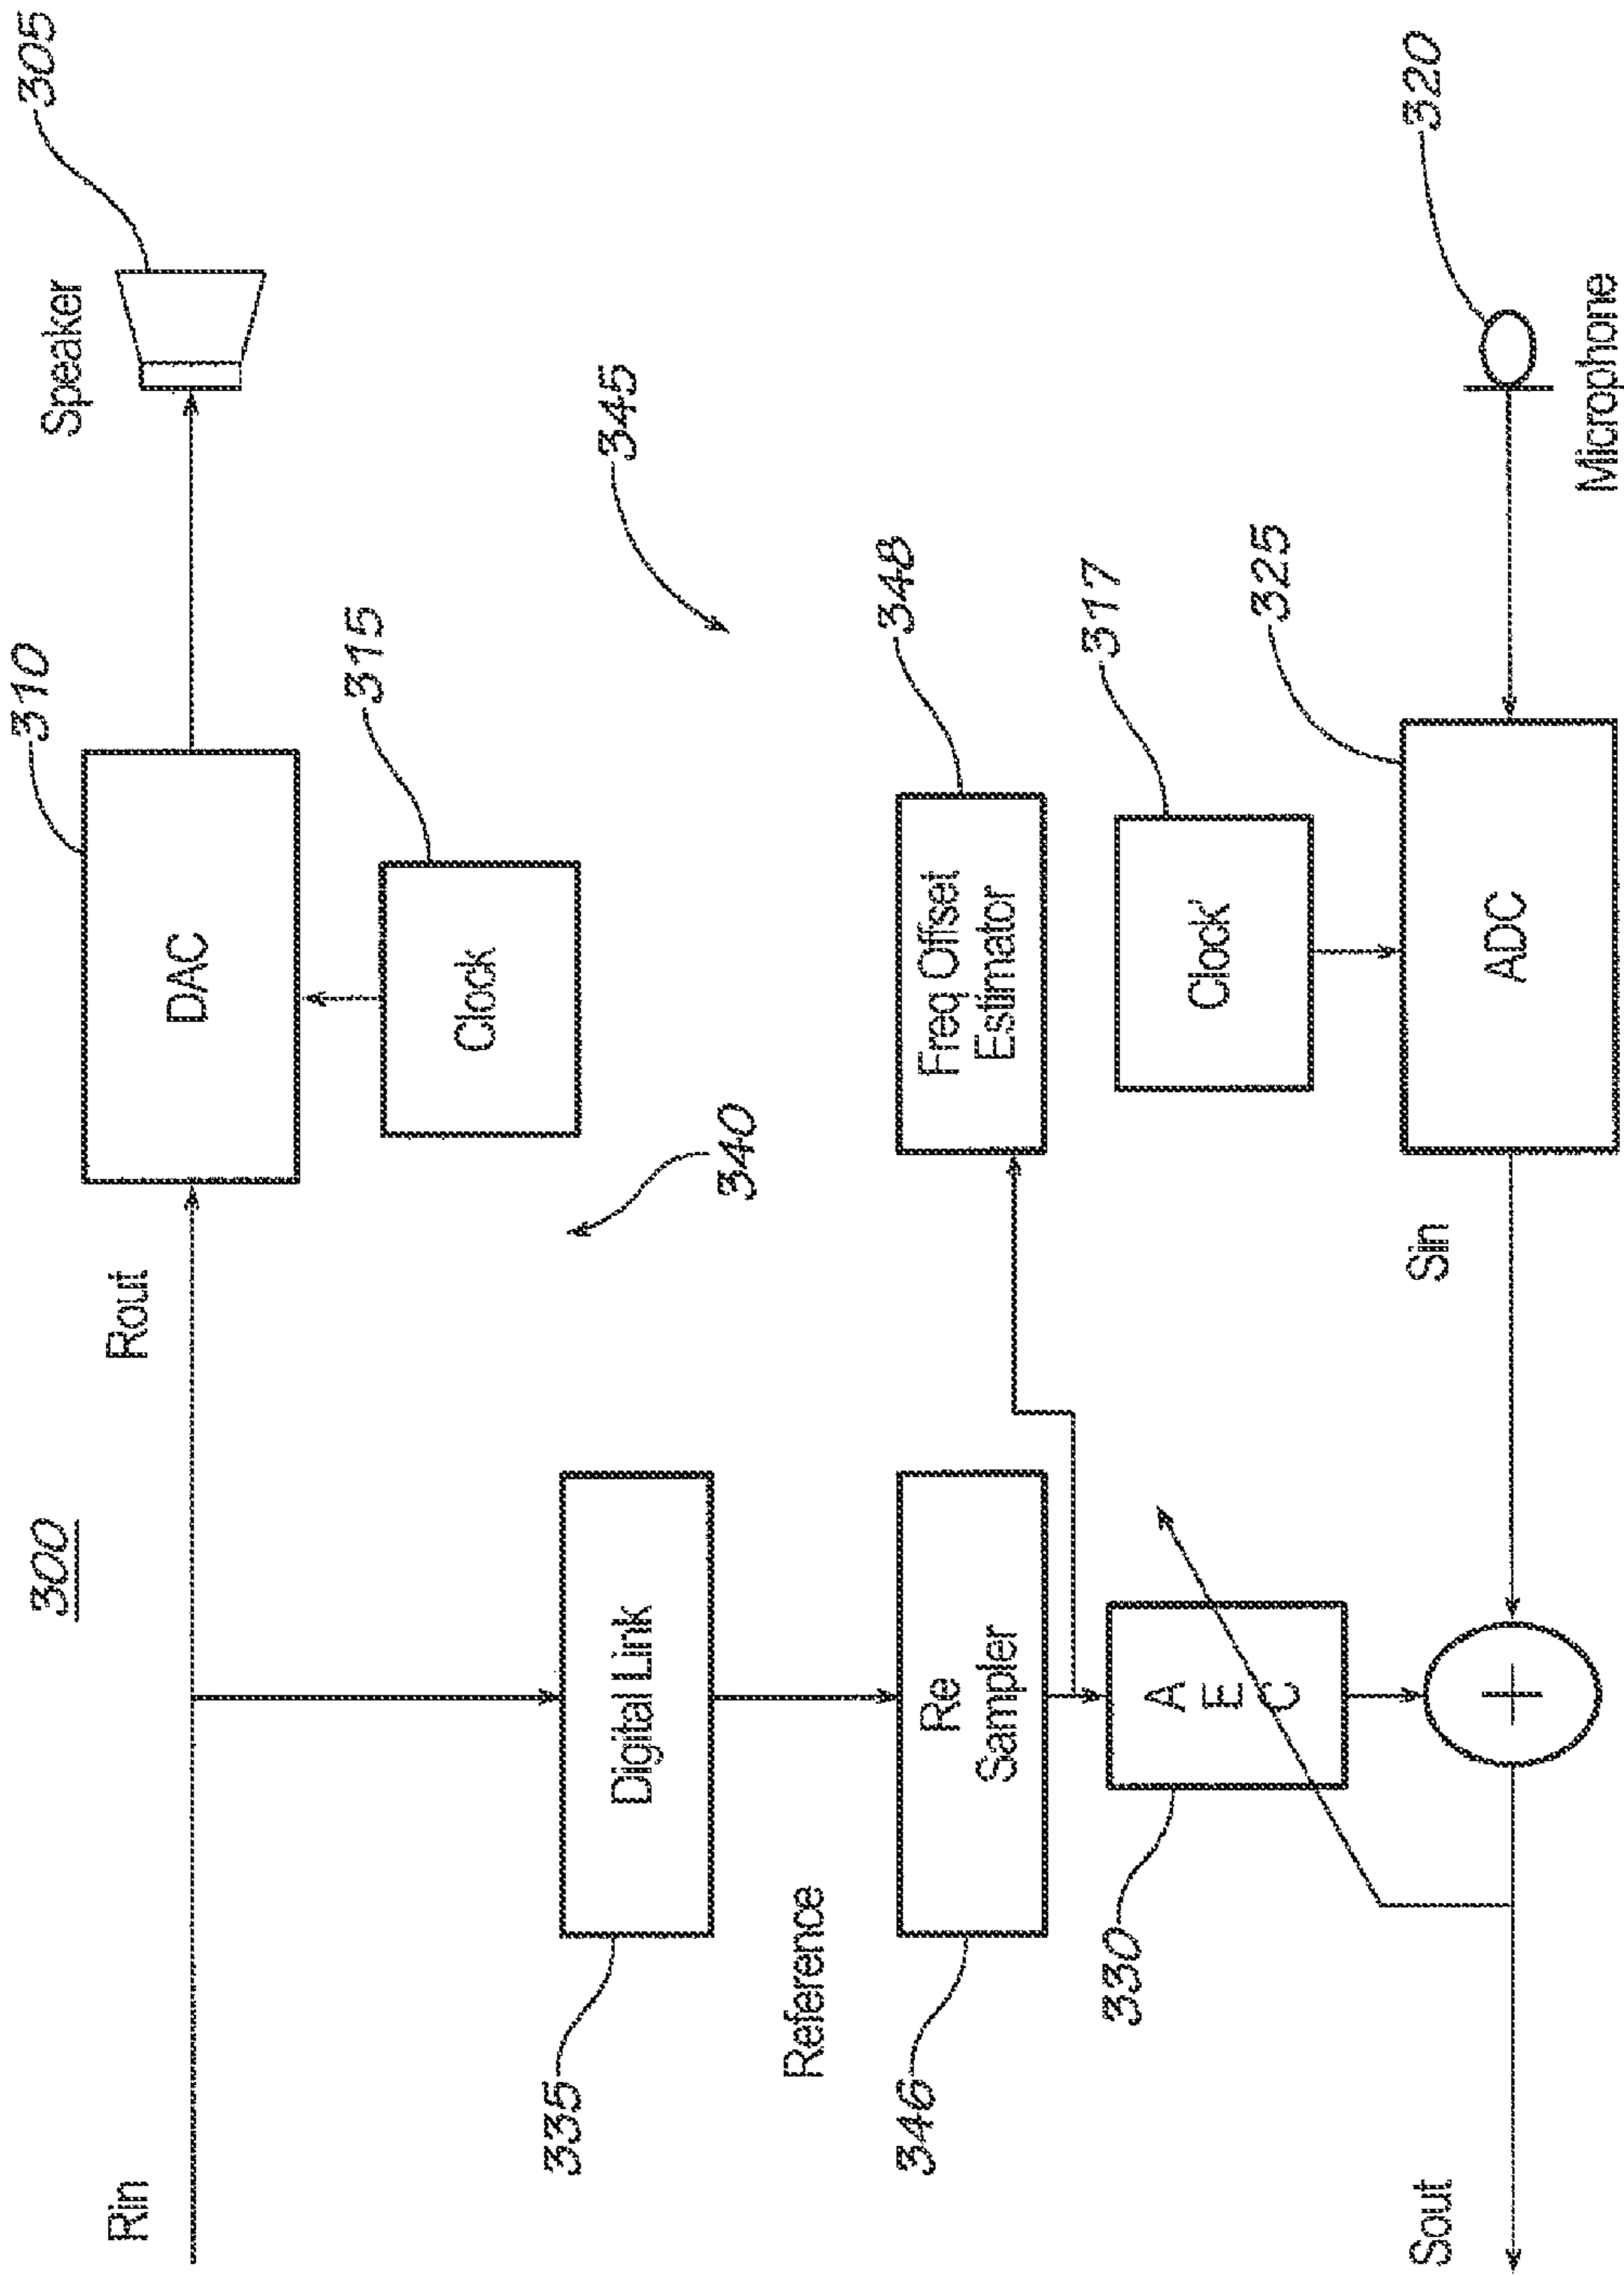 300
Rin
Rout
310
DAC
Speaker
305
315
Clock
340
345
335
Digital Link
Reference
346
Re
Sampler
348
Freq Offset
Estimator
330
A
E
C
317
Clock'
325
ADC
320
Microphone
Sin
+
Sout